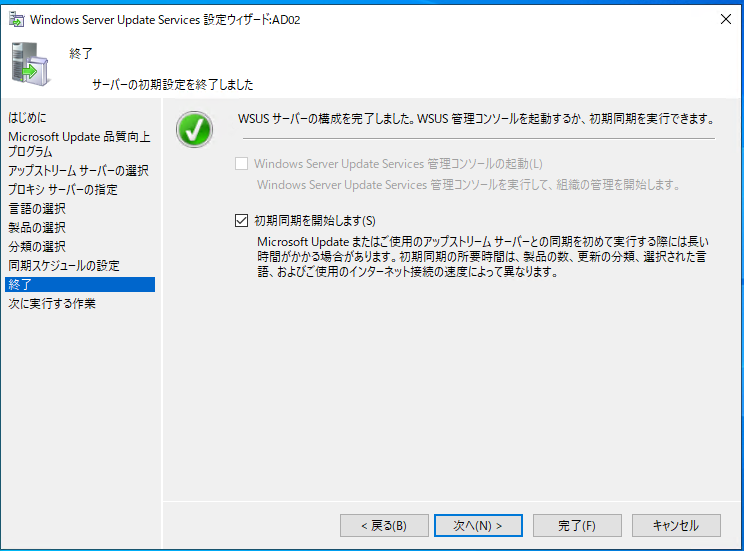 Windows Server Update Services 設定ウィザード:AD02
終了
サーバーの初期設定を終了しました
はじめに
Microsoft Update 品質向上
プログラム
アップストリーム サーバーの選択
プロキシ サーバーの指定
言語の選択
製品の選択
分類の選択
同期スケジュールの設定
終了
次に実行する作業
WSUS サーバーの構成を完了しました。WSUS 管理コンソールを起動するか、初期同期を実行できます。
Windows Server Update Services 管理コンソールの起動(L)
Windows Server Update Services 管理コンソールを実行して、組織の管理を開始します。
初期同期を開始します(S)
Microsoft Update またはご使用のアップストリーム サーバーとの同期を初めて実行する際には長い
時間がかかる場合があります。初期同期の所要時間は、製品の数、更新の分類、選択された言
語、およびご使用のインターネット接続の速度によって異なります。
< 戻る(B)
次へ(N) >
完了(F)
キャンセル